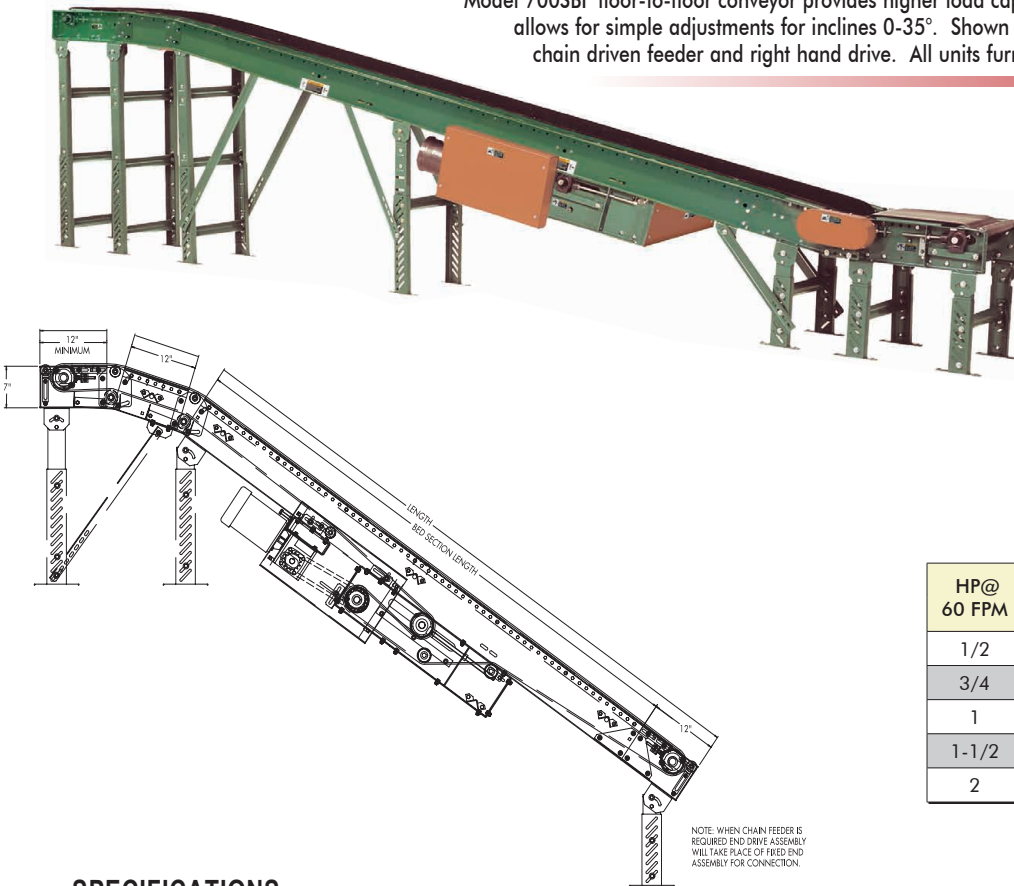 Model 700SBF floor-to-floor conveyor provides higher load cap
allows for simple adjustments for inclines 0-35°. Shown
chain driven feeder and right hand drive. All units furn
12"
MINIMUM
12"
7"
LENGTH
BED SECTION LENGTH
12"
HP@
60 FPM
1/2
3/4
1
1-1/2
2
NOTE: WHEN CHAIN FEEDER IS
REQUIRED END DRIVE ASSEMBLY
WILL TAKE PLACE OF FIXED END
ASSEMBLY FOR CONNECTION.
SPECIFICATIONS